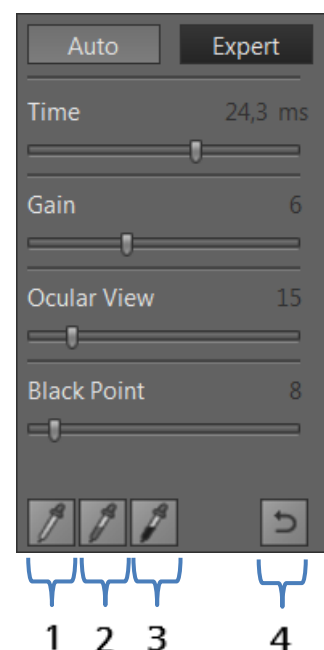 Auto Expert
Time 24,3 ms
Gain 6
Ocular View 15
Black Point 8
1 2 3 4